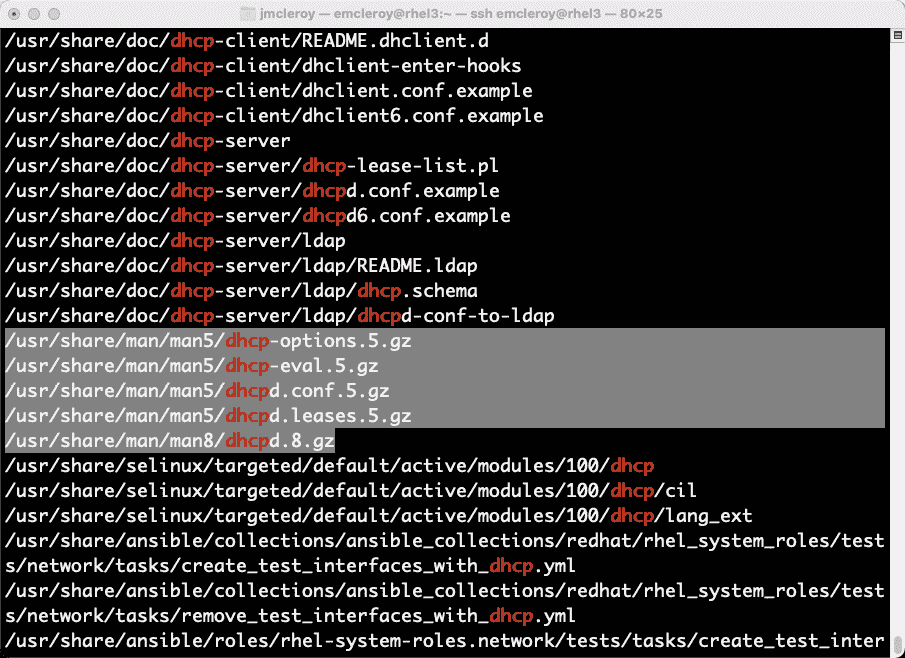 jmcleroy — emcleroy@rhel3:~ — ssh emcleroy@rhel3 — 80×25
/usr/share/doc/dhcp-client/README.dhclient.d
/usr/share/doc/dhcp-client/dhclient-enter-hooks
/usr/share/doc/dhcp-client/dhclient.conf.example
/usr/share/doc/dhcp-client/dhclient6.conf.example
/usr/share/doc/dhcp-server
/usr/share/doc/dhcp-server/dhcp-lease-list.pl
/usr/share/doc/dhcp-server/dhcpd.conf.example
/usr/share/doc/dhcp-server/dhcpd6.conf.example
/usr/share/doc/dhcp-server/ldap
/usr/share/doc/dhcp-server/ldap/README.ldap
/usr/share/doc/dhcp-server/ldap/dhcp.schema
/usr/share/doc/dhcp-server/ldap/dhcpd-conf-to-ldap
/usr/share/man/man5/dhcp-options.5.gz
/usr/share/man/man5/dhcp-eval.5.gz
/usr/share/man/man5/dhcpd.conf.5.gz
/usr/share/man/man5/dhcpd.leases.5.gz
/usr/share/man/man8/dhcpd.8.gz
/usr/share/selinux/targeted/default/active/modules/100/dhcp
/usr/share/selinux/targeted/default/active/modules/100/dhcp/cil
/usr/share/selinux/targeted/default/active/modules/100/dhcp/lang_ext
/usr/share/ansible/collections/ansible_collections/redhat/rhel_system_roles/test
s/network/tasks/create_test_interfaces_with_dhcp.yml
/usr/share/ansible/collections/ansible_collections/redhat/rhel_system_roles/test
s/network/tasks/remove_test_interfaces_with_dhcp.yml
/usr/share/ansible/roles/rhel-system-roles.network/tests/tasks/create_test_inter